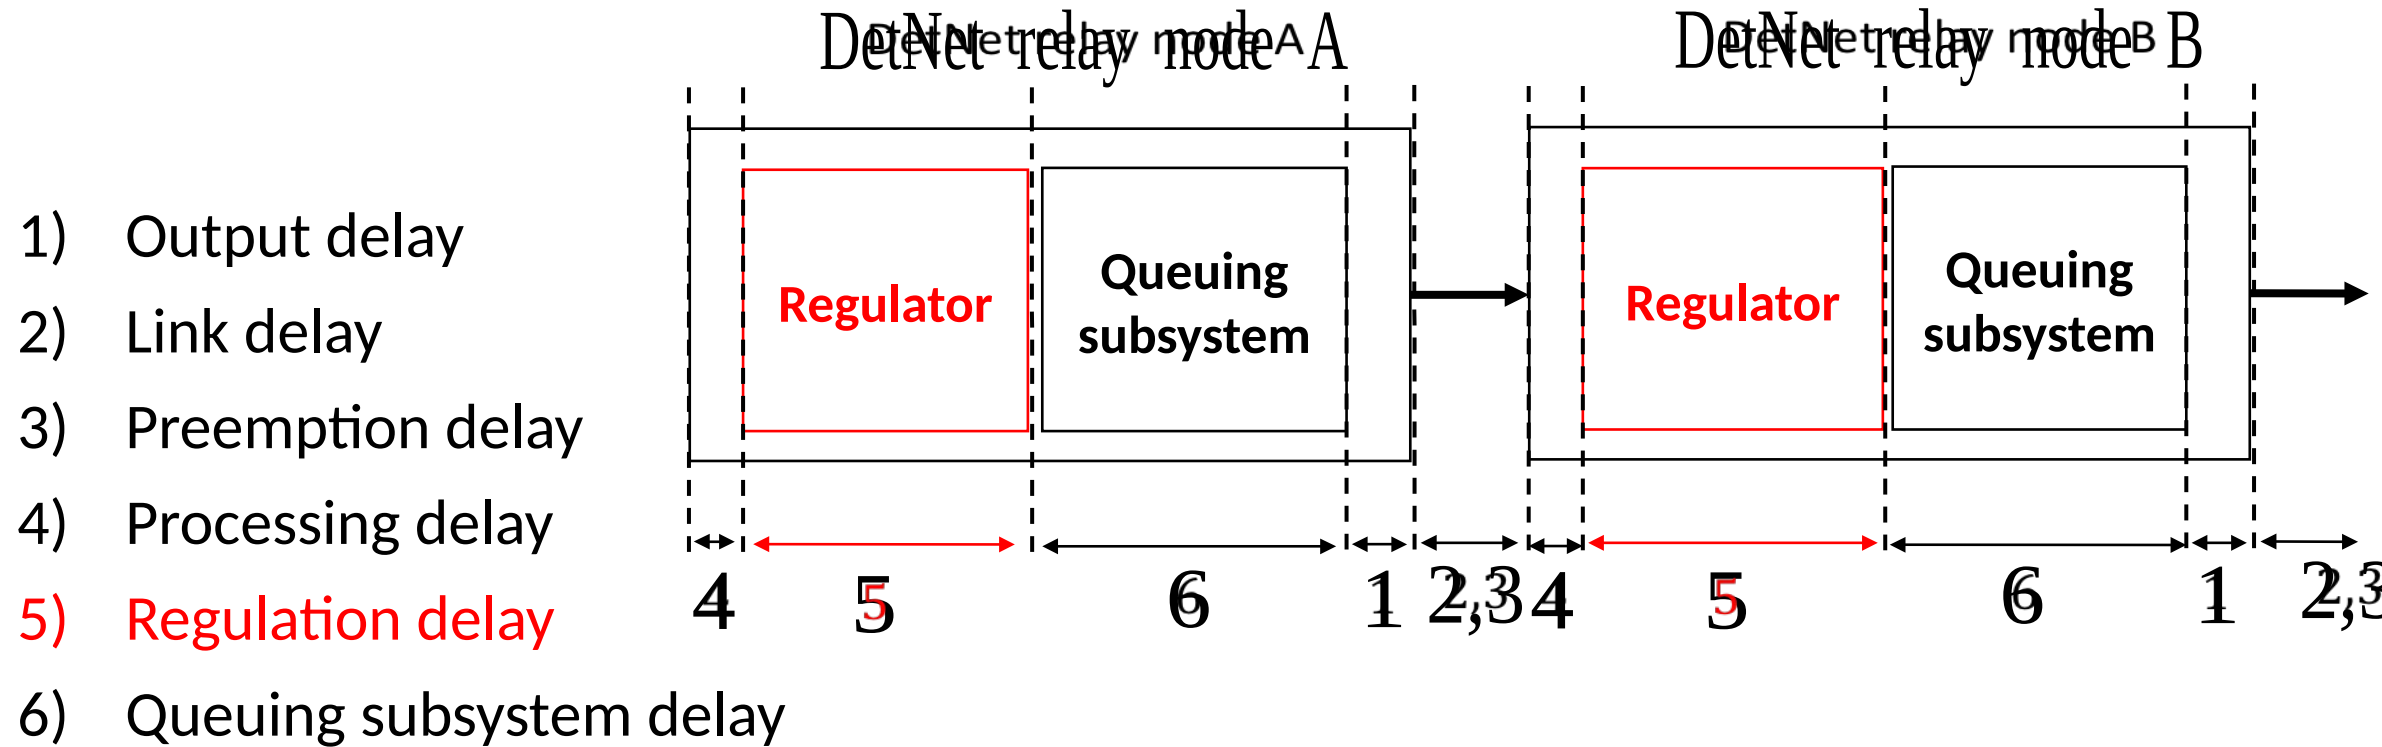 DetNet relay node A
DetNet relay node B
1) Output delay
2) Link delay
3) Preemption delay
4) Processing delay
5) Regulation delay
6) Queuing subsystem delay
Regulator
Queuing
subsystem
Regulator
Queuing
subsystem
4 5 6 1 2,3 4 5 6 1 2,3